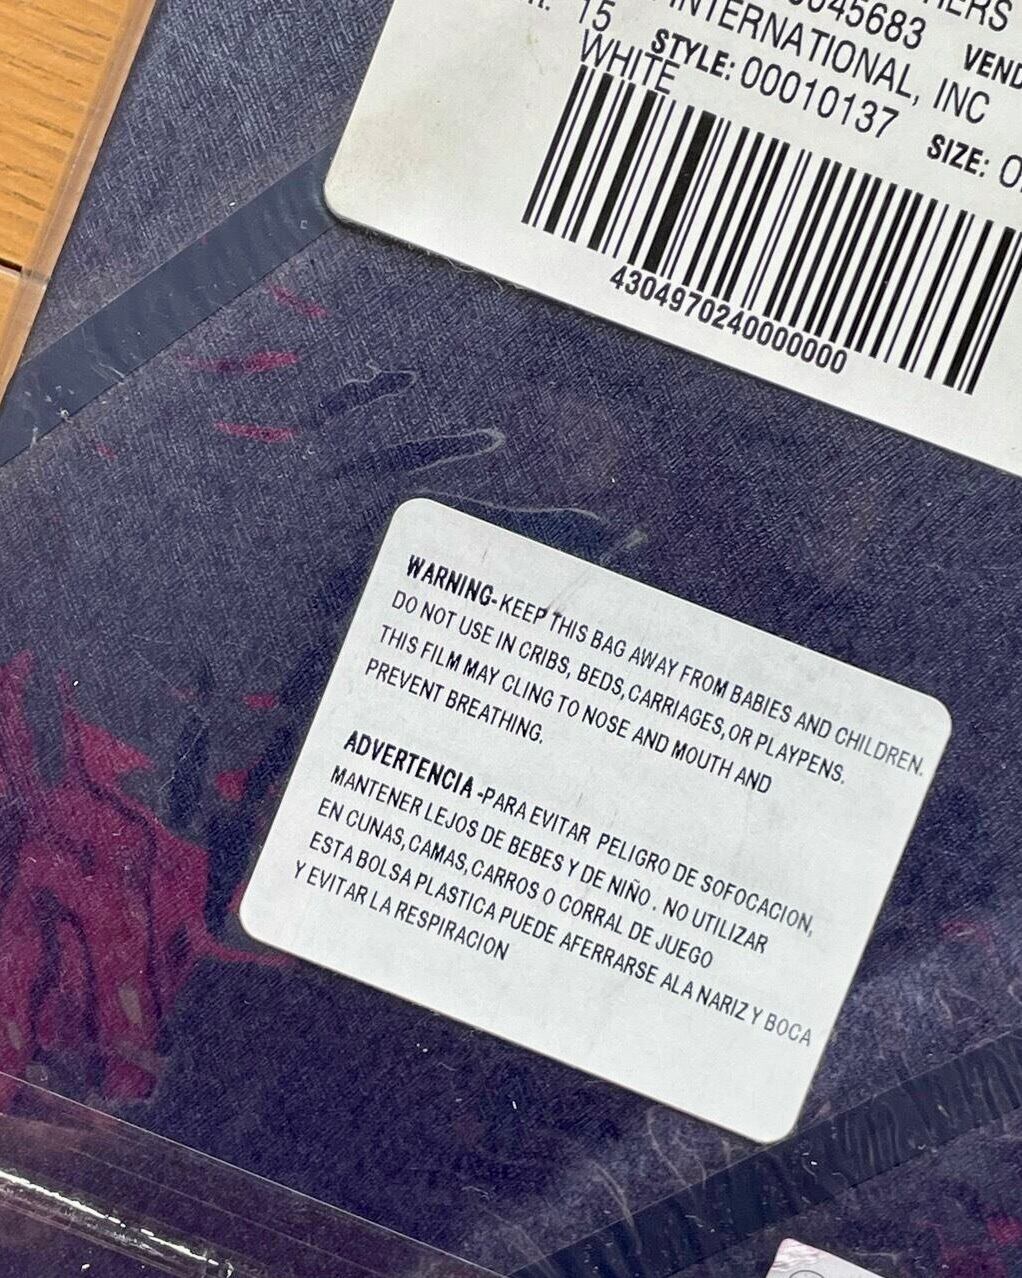 15
INTERNATIONAL, INC
VEND
WHITE
STYLE: 00010137
SIZE:
4304970240000000
WARNING-KEEP THIS BAG AWAY FROM BABIES AND CHILDREN.
DO NOT USE IN CRIBS, BEDS, CARRIAGES, OR PLAYPENS.
THIS FILM MAY CLING TO NOSE AND MOUTH AND
PREVENT BREATHING.
ADVERTENCIA -PARA EVITAR PELIGRO DE SOFOCACION,
MANTENER LEJOS DE BEBES Y DE NIÑO . NO UTILIZAR
EN CUNAS, CAMAS, CARROS O CORRAL DE JUEGO
ESTA BOLSA PLASTICA PUEDE AFERRARSE ALA NARIZ Y BOCA
Y EVITAR LA RESPIRACION